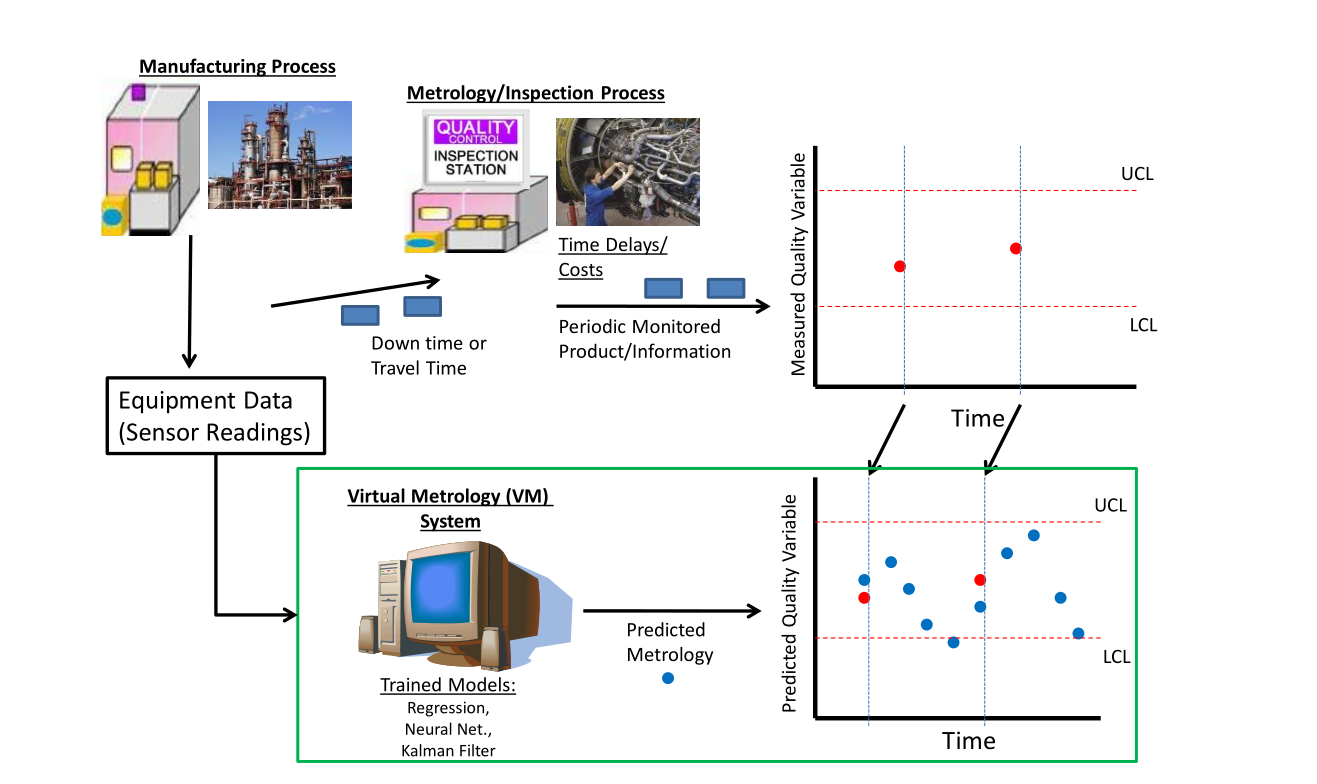 Manufacturing Process
Metrology/Inspection Process
QUALITY
CONTROL
INSPECTION
STATION
Time Delays/
Costs
Down time or
Travel Time
Periodic Monitored
Product/Information
Measured Quality Variable
UCL
LCL
Time
Equipment Data
(Sensor Readings)
Virtual Metrology (VM)
System
Trained Models:
Regression,
Neural Net.,
Kalman Filter
Predicted
Metrology
Predicted Quality Variable
UCL
LCL
Time